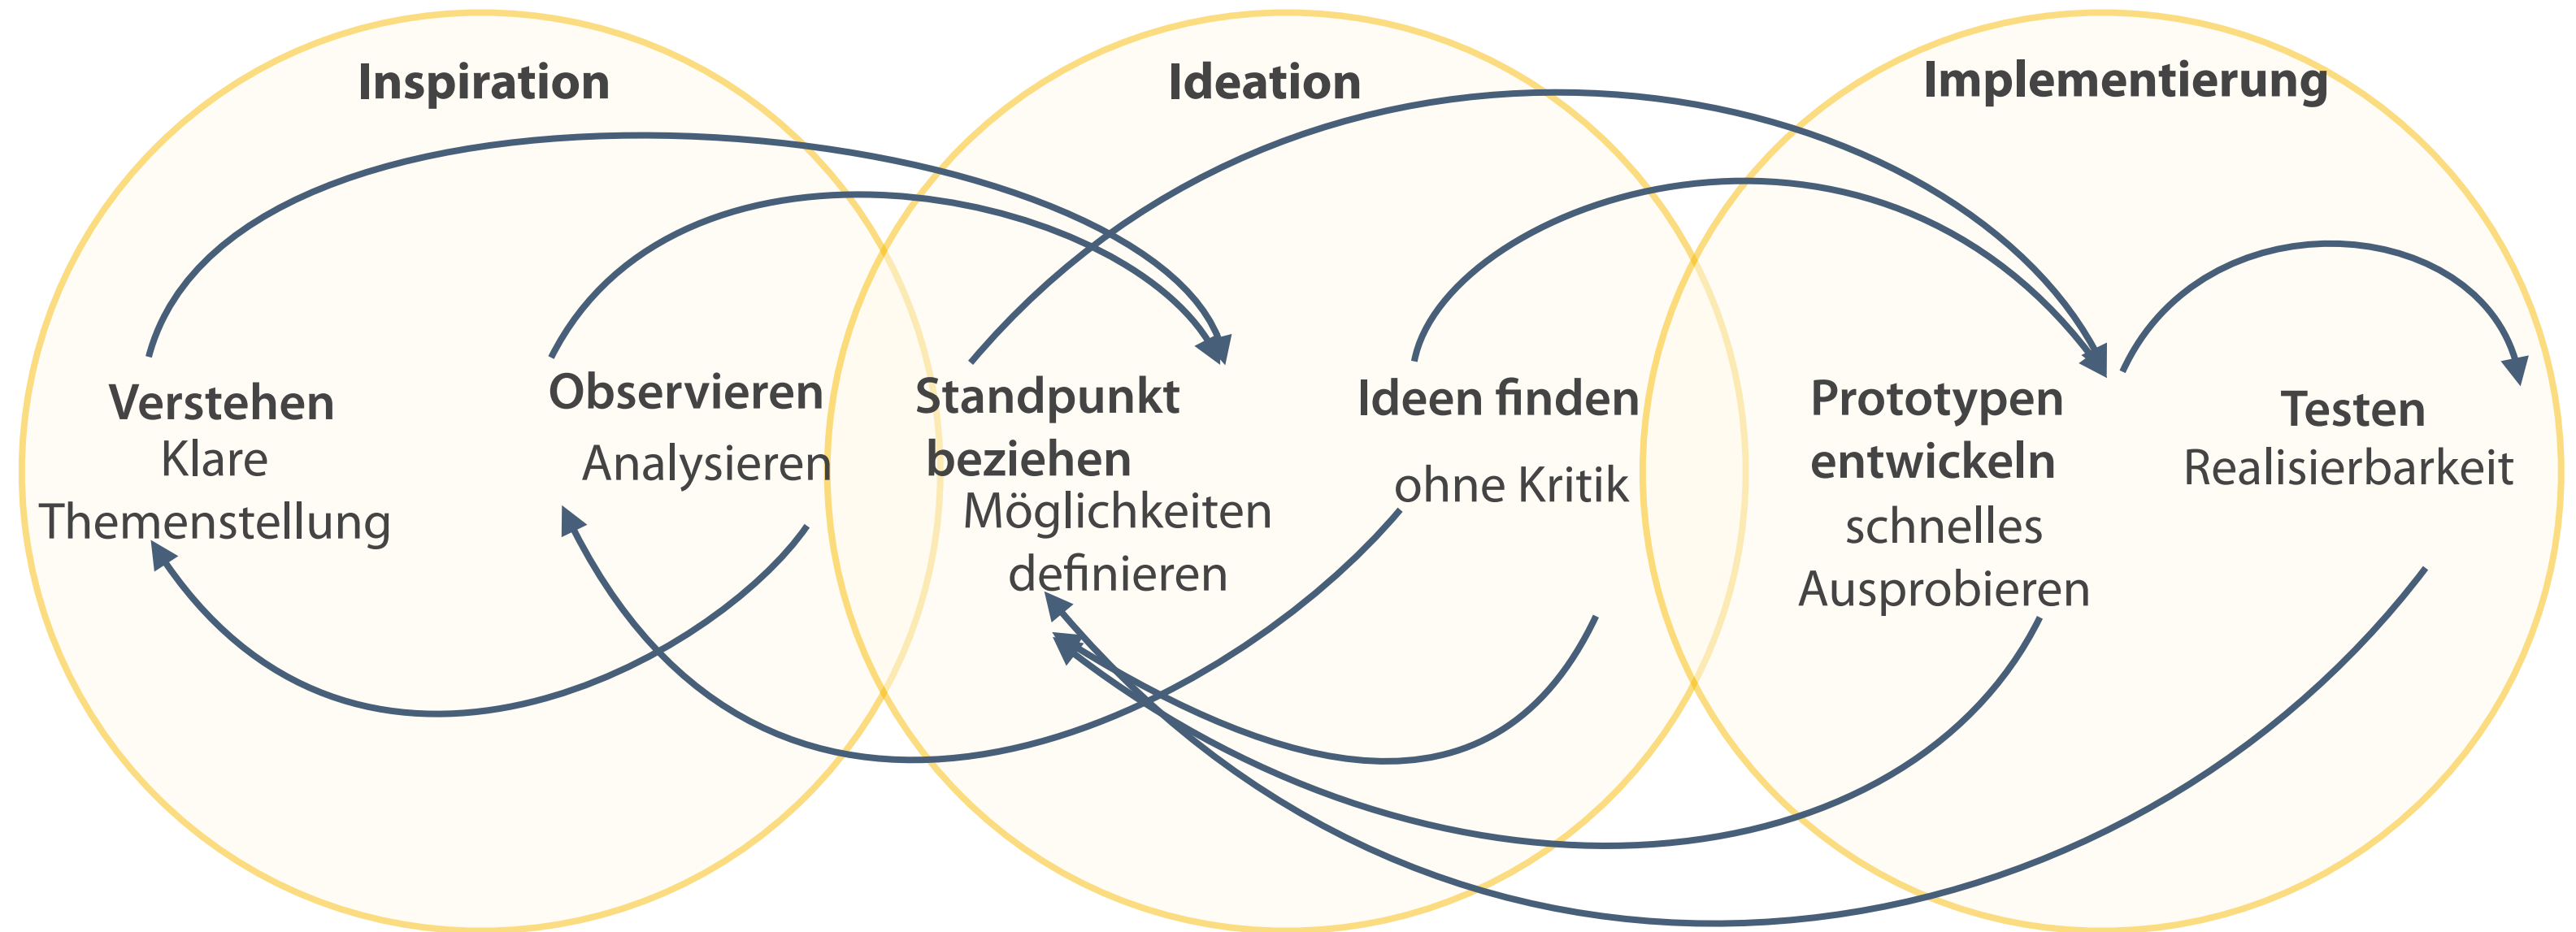 Inspiration
Ideation
Implementierung
Verstehen
Klare
Themenstellung
Observieren
Analysieren
Standpunkt
beziehen
Möglichkeiten
definieren
Ideen finden
ohne Kritik
Prototypen
entwickeln
schnelles
Ausprobieren
Testen
Realisierbarkeit